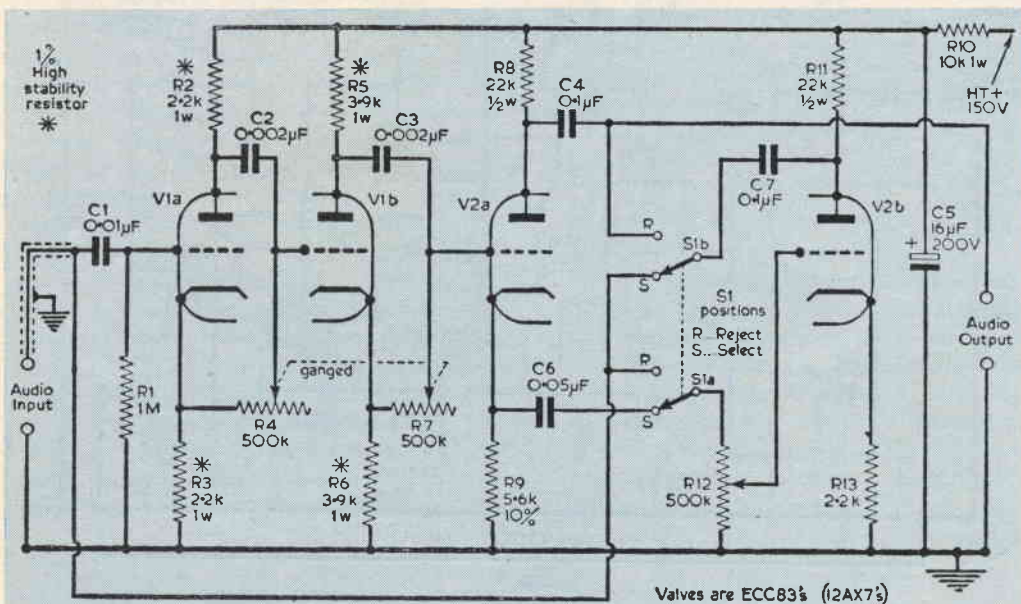 1%
High
stability
resistor
*
*
R2
2·2k
1w
C2
0·002µF
*
R5
3·9k
1w
C3
0·002µF
R8
22k
½w
C4
0·1µF
R11
22k
½w
R10
10k 1w
HT+
150V
V1a
V1b
V2a
C7
0·1µF
V2b
C1
0·01µF
C5
16µF
200V
+
R
S1b
S
S1
positions
R...Reject
S...Select
R
S1a
S
Audio
Input
R1
1M
ganged
R4
500k
R7
500k
C6
0·05µF
Audio
Output
*
R3
2·2k
1w
*
R6
3·9k
1w
R9
5·6k
10%
R12
500k
R13
2·2k
Valves are ECC83's (12AX7's)